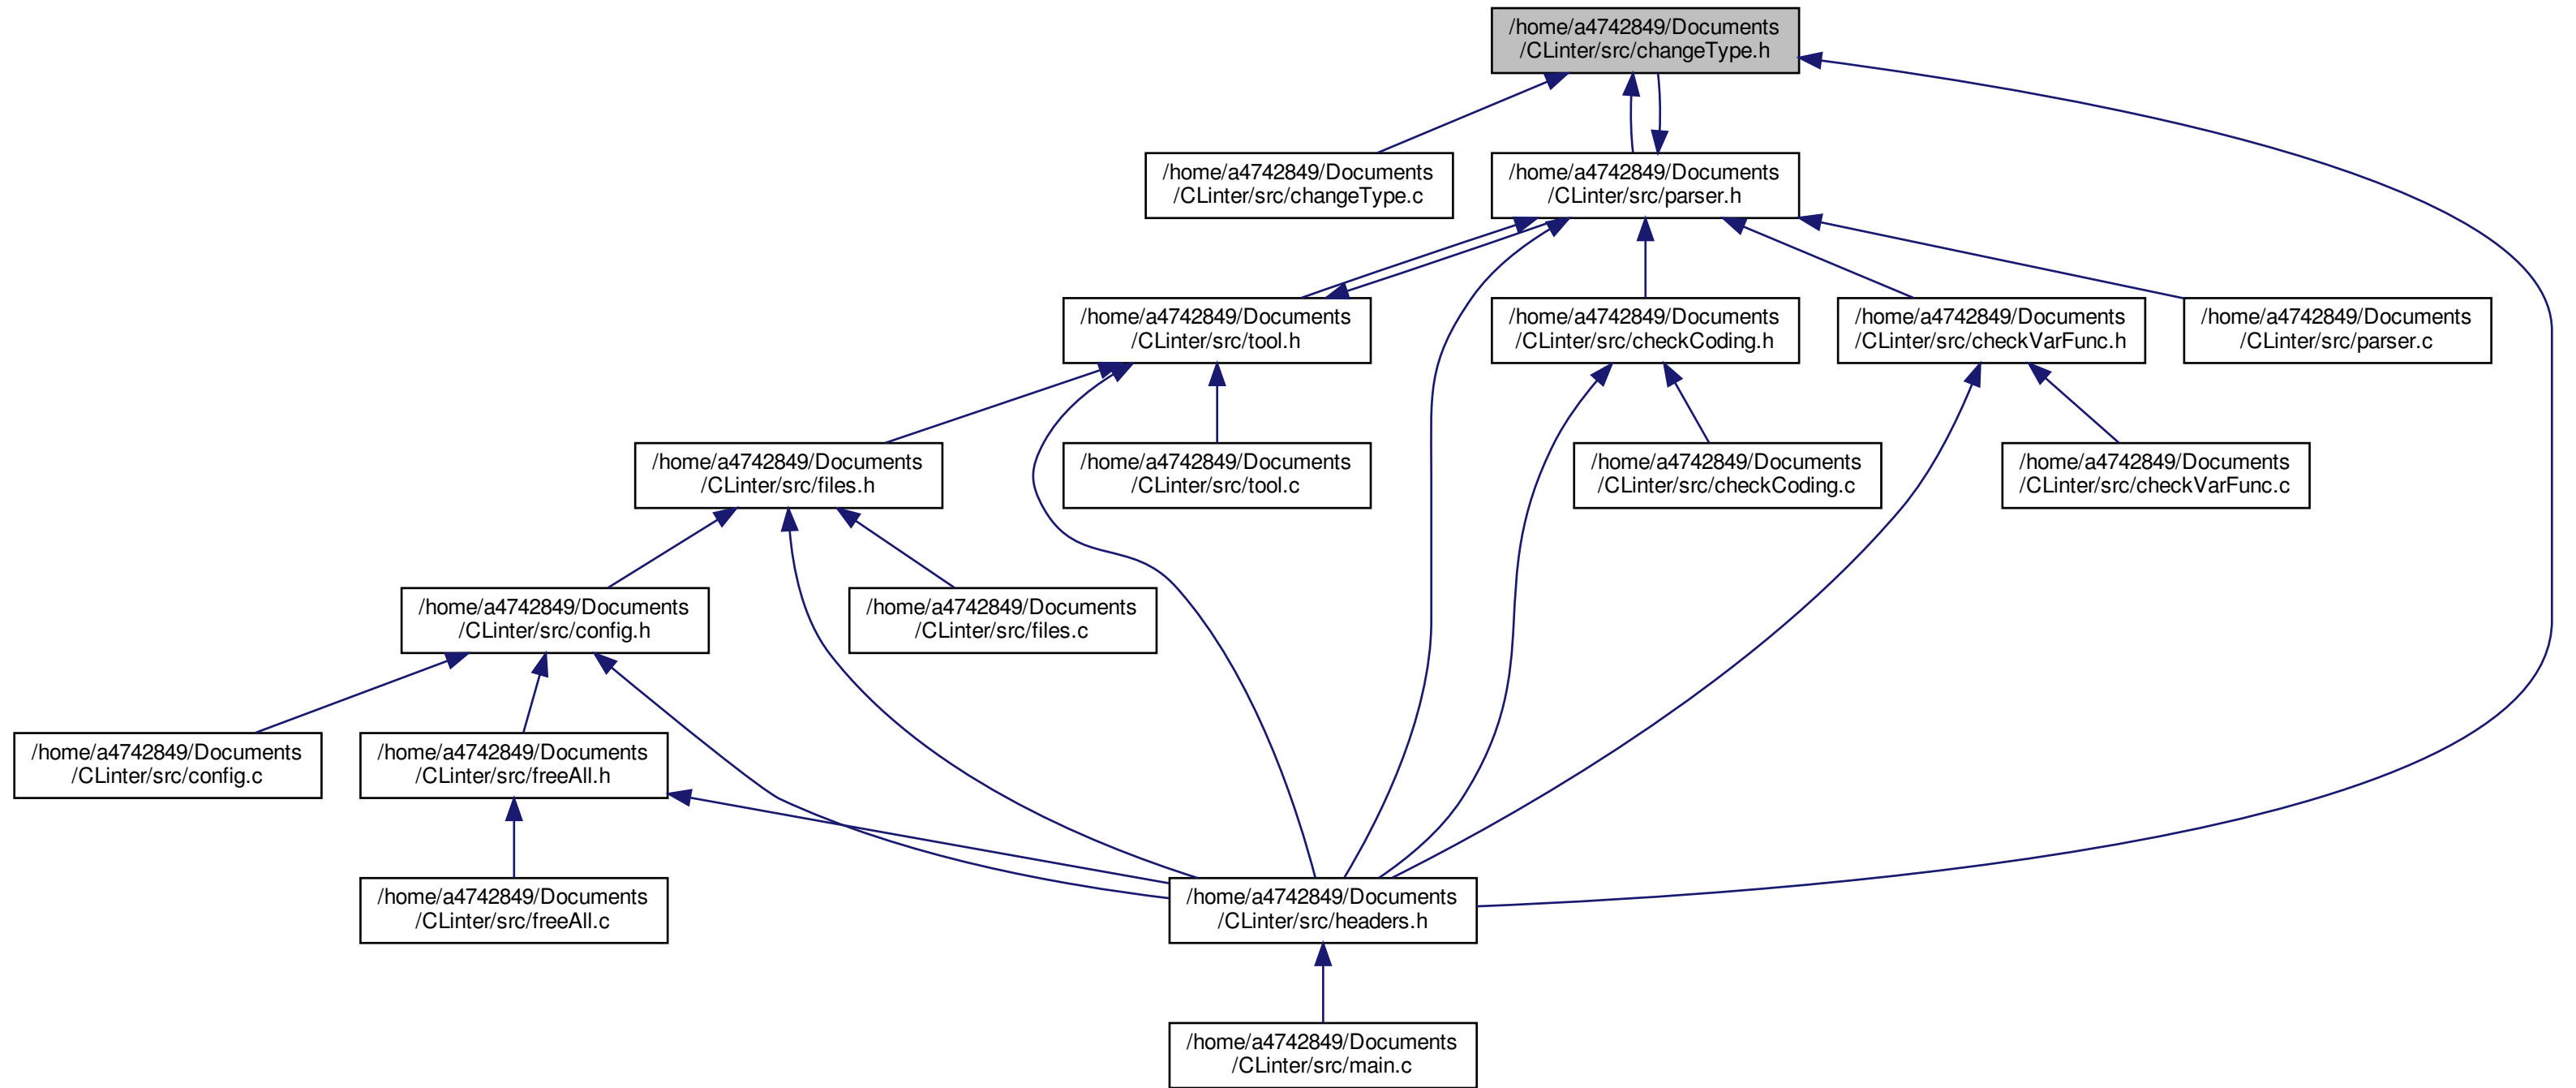 /home/a4742849/Documents
/CLinter/src/changeType.h
/home/a4742849/Documents
/CLinter/src/changeType.c
/home/a4742849/Documents
/CLinter/src/parser.h
/home/a4742849/Documents
/CLinter/src/tool.h
/home/a4742849/Documents
/CLinter/src/checkCoding.h
/home/a4742849/Documents
/CLinter/src/checkVarFunc.h
/home/a4742849/Documents
/CLinter/src/parser.c
/home/a4742849/Documents
/CLinter/src/files.h
/home/a4742849/Documents
/CLinter/src/tool.c
/home/a4742849/Documents
/CLinter/src/checkCoding.c
/home/a4742849/Documents
/CLinter/src/checkVarFunc.c
/home/a4742849/Documents
/CLinter/src/config.h
/home/a4742849/Documents
/CLinter/src/files.c
/home/a4742849/Documents
/CLinter/src/config.c
/home/a4742849/Documents
/CLinter/src/freeAll.h
/home/a4742849/Documents
/CLinter/src/freeAll.c
/home/a4742849/Documents
/CLinter/src/headers.h
/home/a4742849/Documents
/CLinter/src/main.c